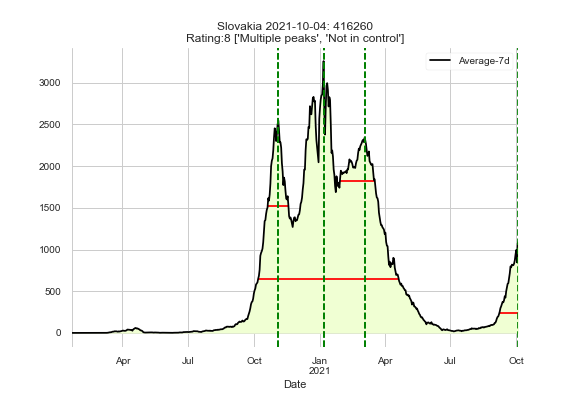 Slovakia 2021-10-04: 416260
Rating:8 ['Multiple peaks', 'Not in control']
Average-7d
3000
2500
2000
1500
1000
500
0
Apr Jul Oct Jan Apr Jul Oct
2021
Date